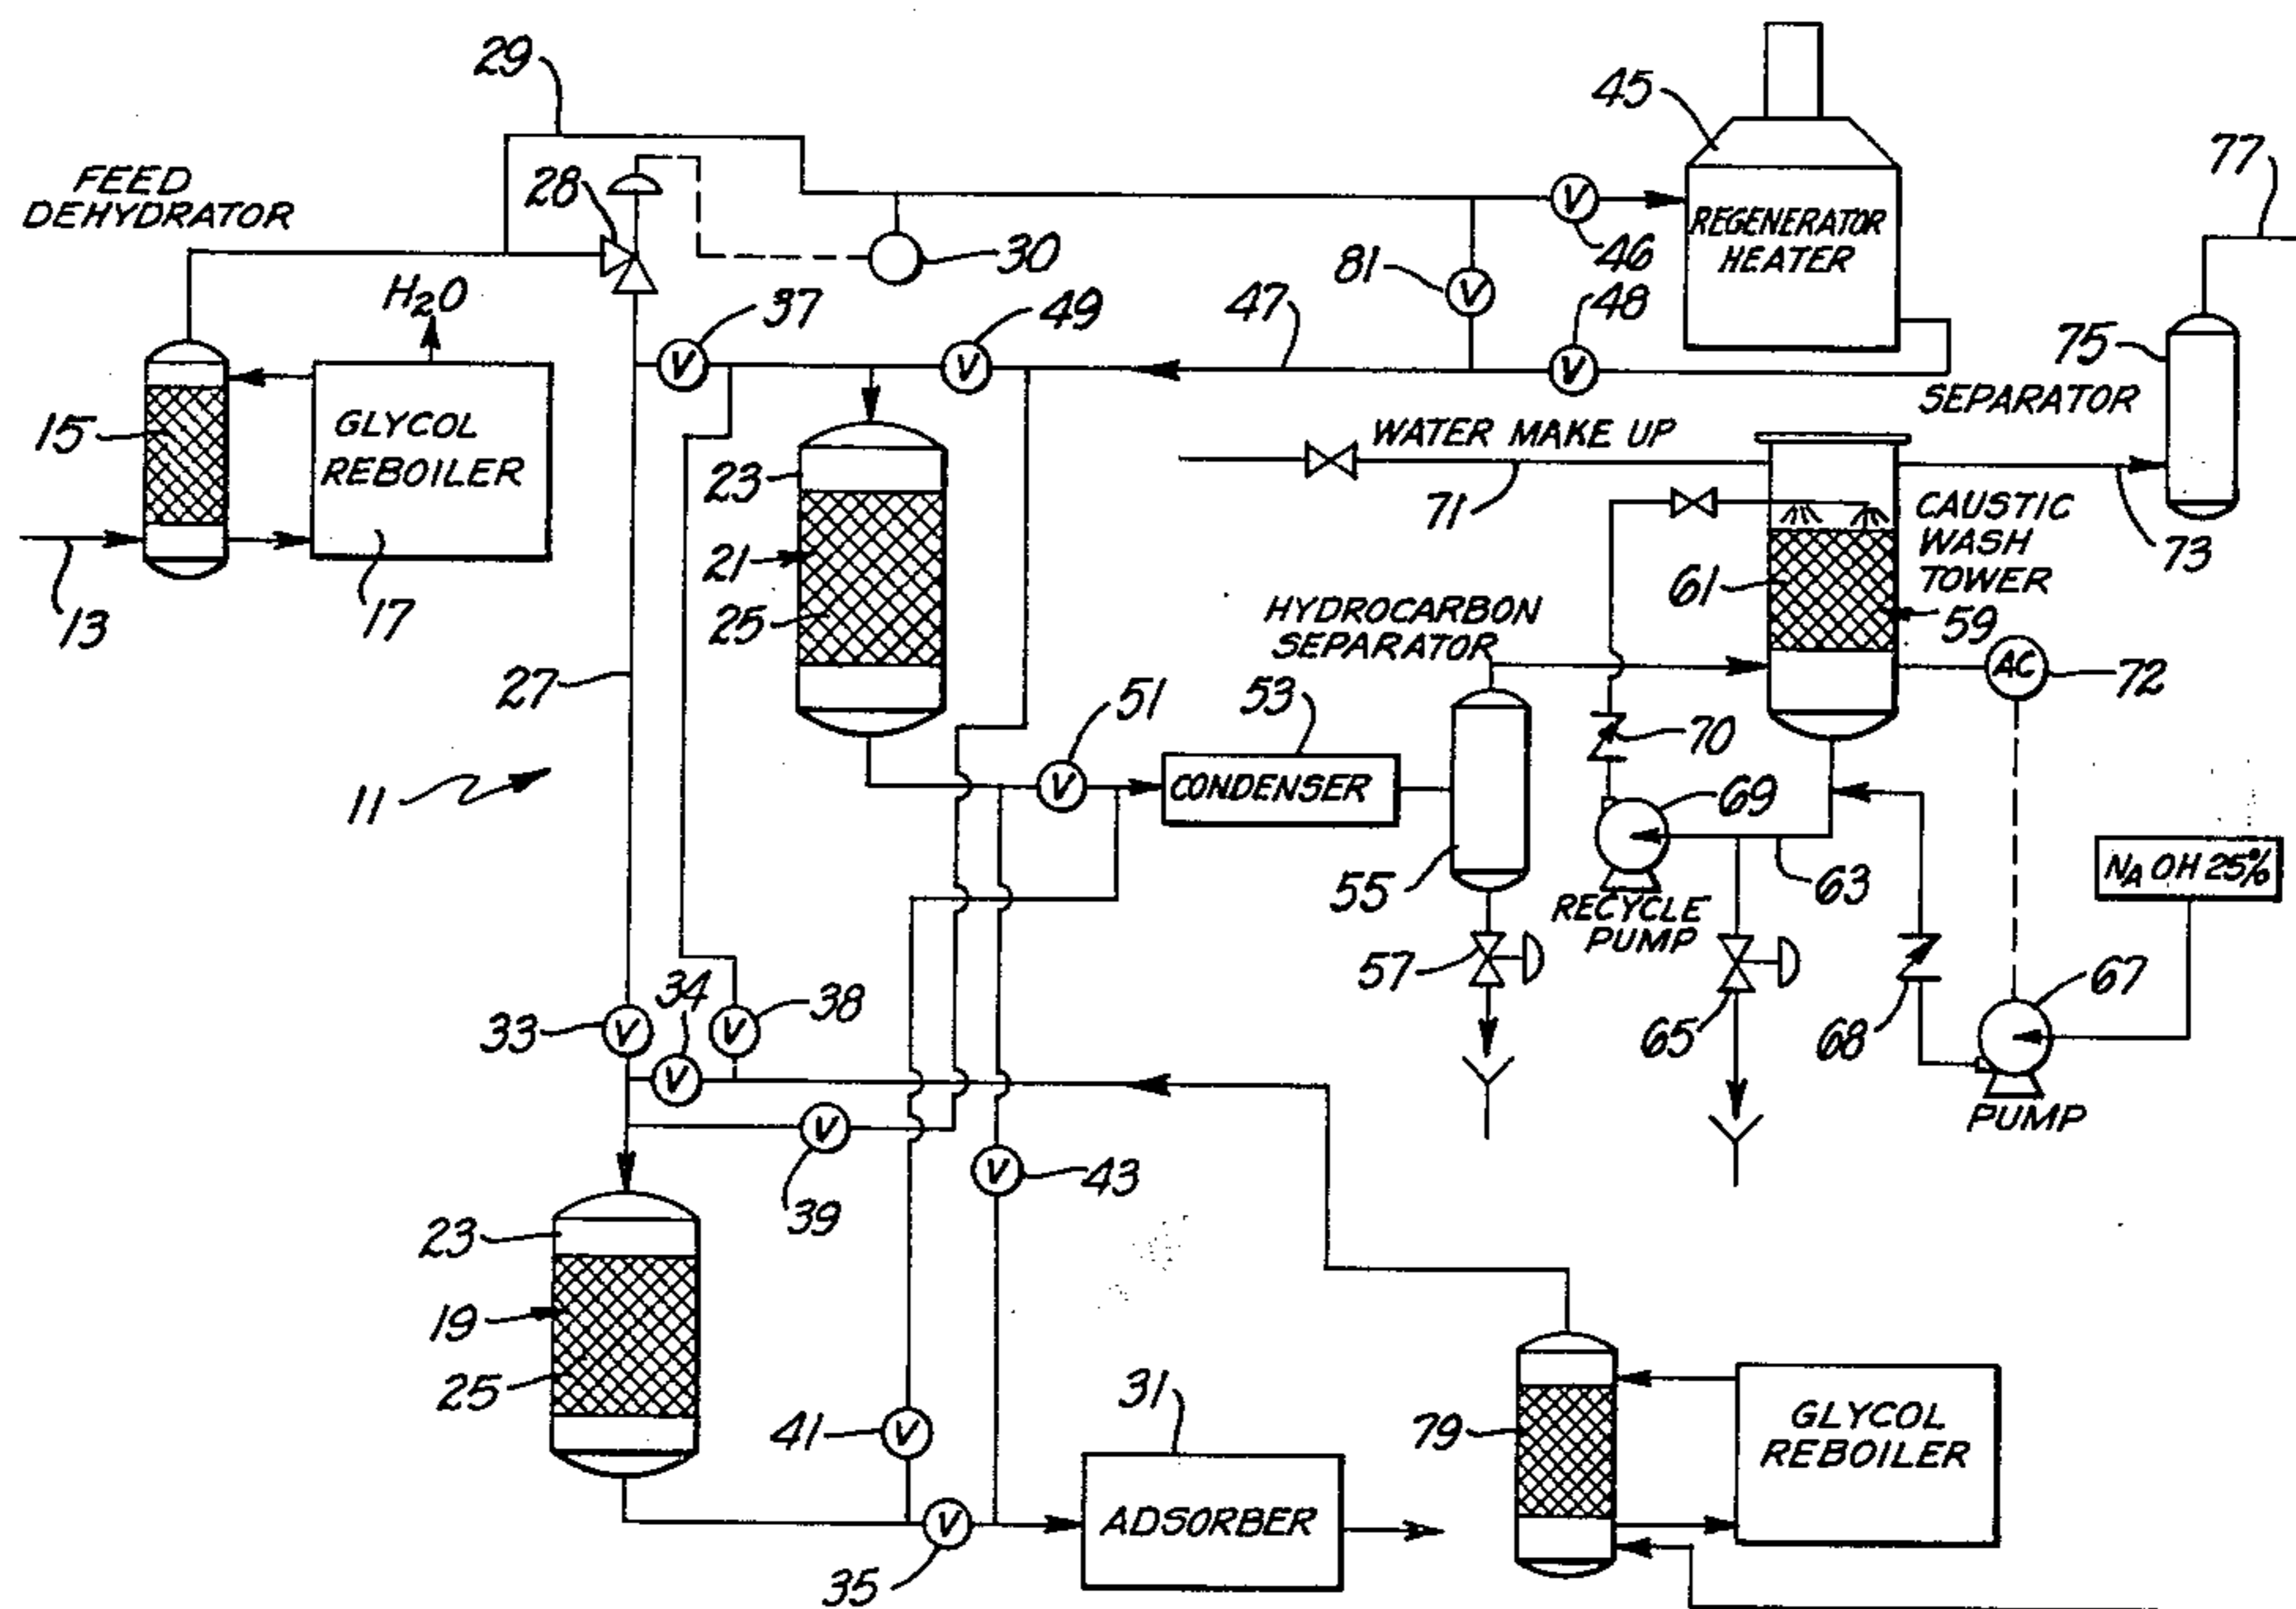 29
45
77
FEED
DEHYDRATOR
28
REGENERATOR
HEATER
30
46
H2O
81
37
49
47
48
75
SEPARATOR
15
GLYCOL
REBOILER
WATER MAKE UP
23
71
CAUSTIC
WASH
TOWER
73
21
61
13
17
25
HYDROCARBON
SEPARATOR
59
AC
72
27
51
53
70
11
CONDENSER
69
NA OH 25%
55
63
RECYCLE
PUMP
57
34
33
38
65
68
67
V
V
V
V
V
V
V
V
V
V
V
V
V
PUMP
43
39
23
19
25
31
41
79
GLYCOL
REBOILER
ADSORBER
35